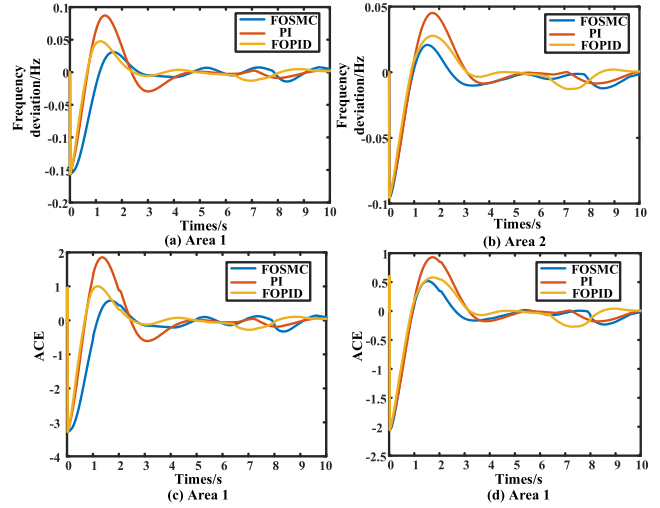 0.1
0.05
0
-0.05
-0.1
-0.15
-0.2
Frequency
deviation/Hz
FOSMC
PI
FOPID
0 1 2 3 4 5 6 7 8 9 10
Times/s
(a) Area 1
0.05
0
-0.05
-0.1
Frequency
deviation/Hz
FOSMC
PI
FOPID
0 1 2 3 4 5 6 7 8 9 10
Times/s
(b) Area 2
2
1
0
-1
-2
-3
-4
ACE
FOSMC
PI
FOPID
0 1 2 3 4 5 6 7 8 9 10
Times/s
(c) Area 1
1
0.5
0
-0.5
-1
-1.5
-2
-2.5
ACE
FOSMC
PI
FOPID
0 1 2 3 4 5 6 7 8 9 10
Times/s
(d) Area 1